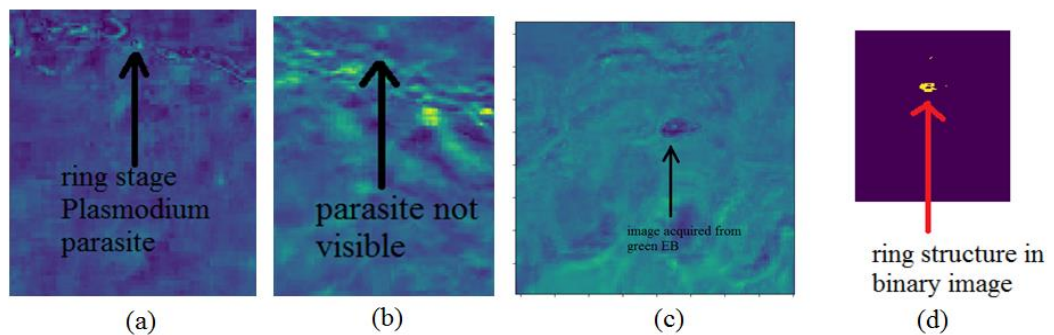 ring stage
Plasmodium
parasite
parasite not
visible
image acquired from
green EB
ring structure in
binary image
(a)
(b)
(c)
(d)